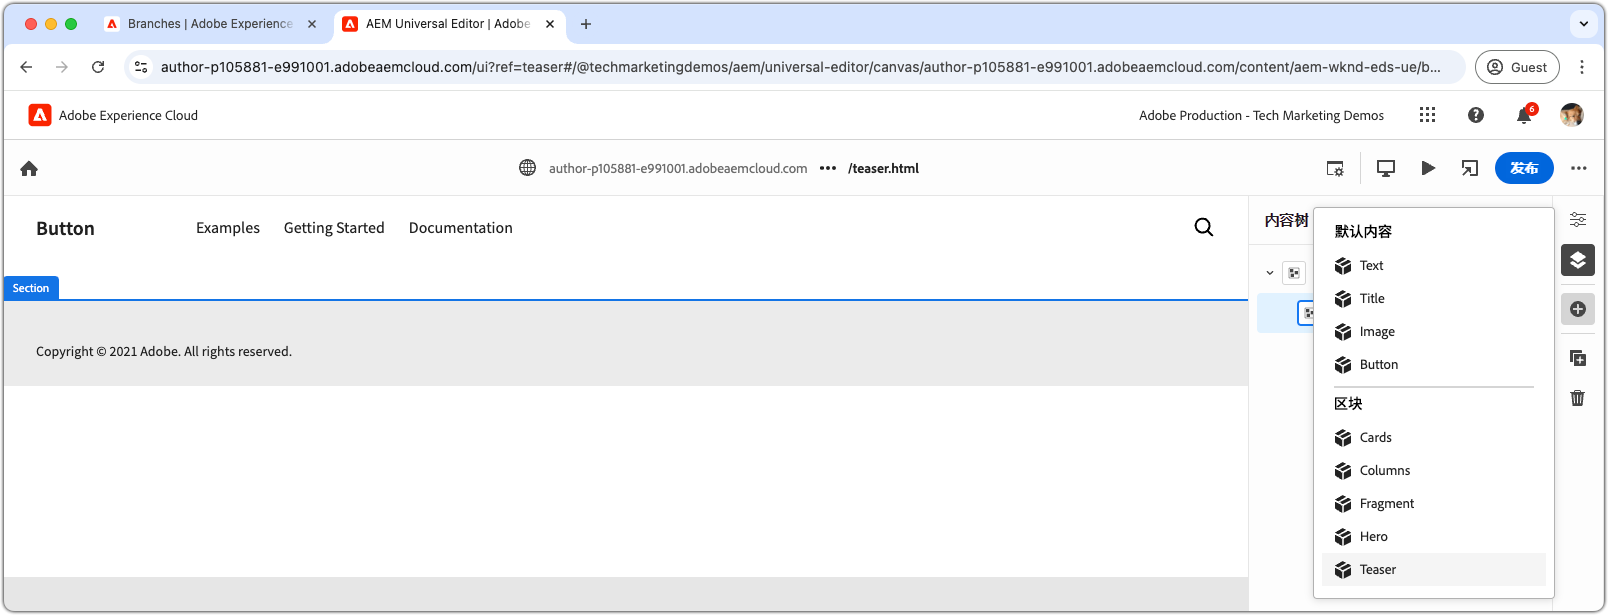 Branches | Adobe Experience
AEM Universal Editor | Adobe
author-p105881-e991001.adobeaemcloud.com/ui?ref=teaser#/@techmarketingdemos/aem/universal-editor/canvas/author-p105881-e991001.adobeaemcloud.com/content/aem-wknd-eds-ue/b...
Guest
Adobe Experience Cloud
Adobe Production - Tech Marketing Demos
6
author-p105881-e991001.adobeaemcloud.com ••• /teaser.html
发布
Button
Examples
Getting Started
Documentation
内容树
Section
Copyright © 2021 Adobe. All rights reserved.
默认内容
Text
Title
Image
Button
区块
Cards
Columns
Fragment
Hero
Teaser